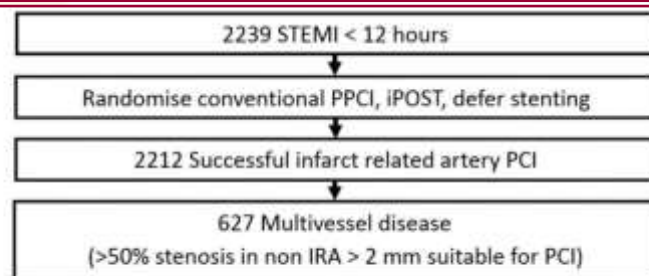 2239 STEMI < 12 hours
Randomise conventional PPCI, iPOST, defer stenting
2212 Successful infarct related artery PCI
627 Multivessel disease
(>50% stenosis in non IRA > 2 mm suitable for PCI)